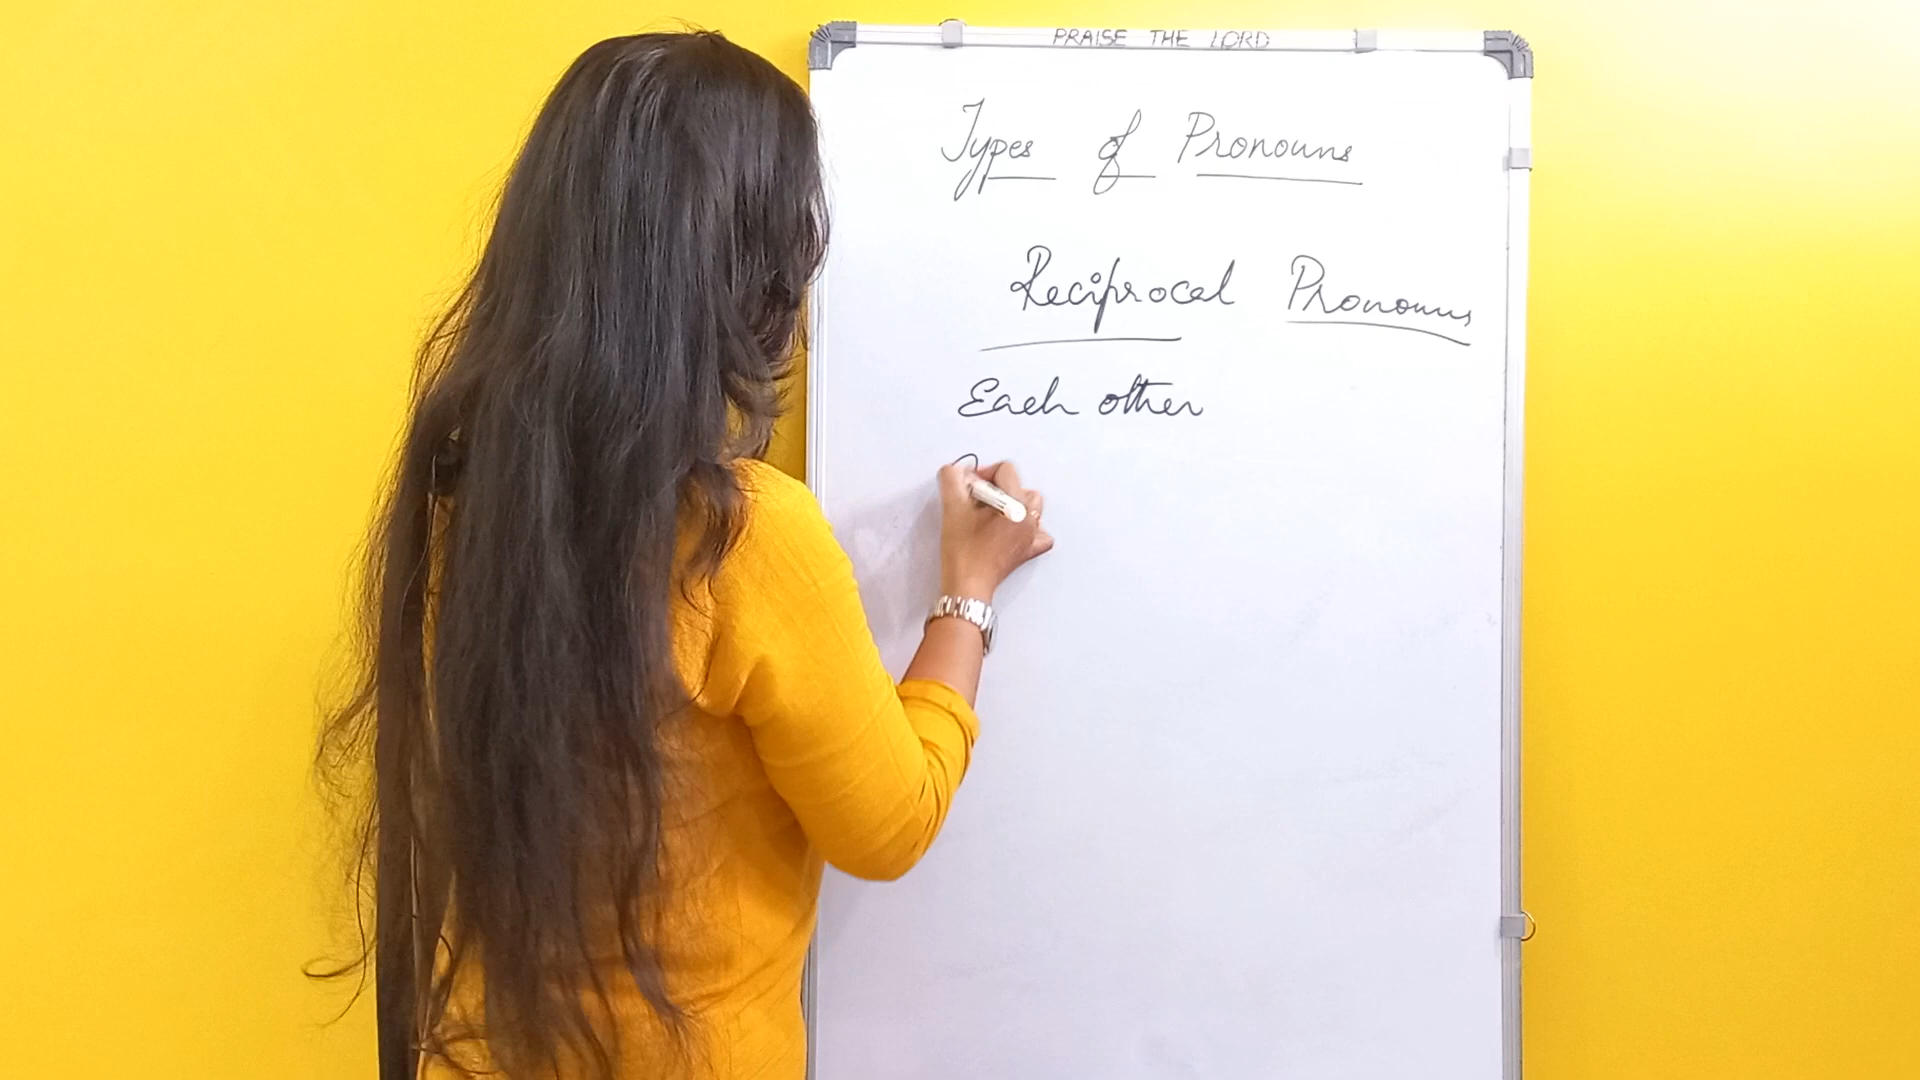 PRAISE THE LORD
Types of Pronouns
Reciprocal Pronouns
Each other